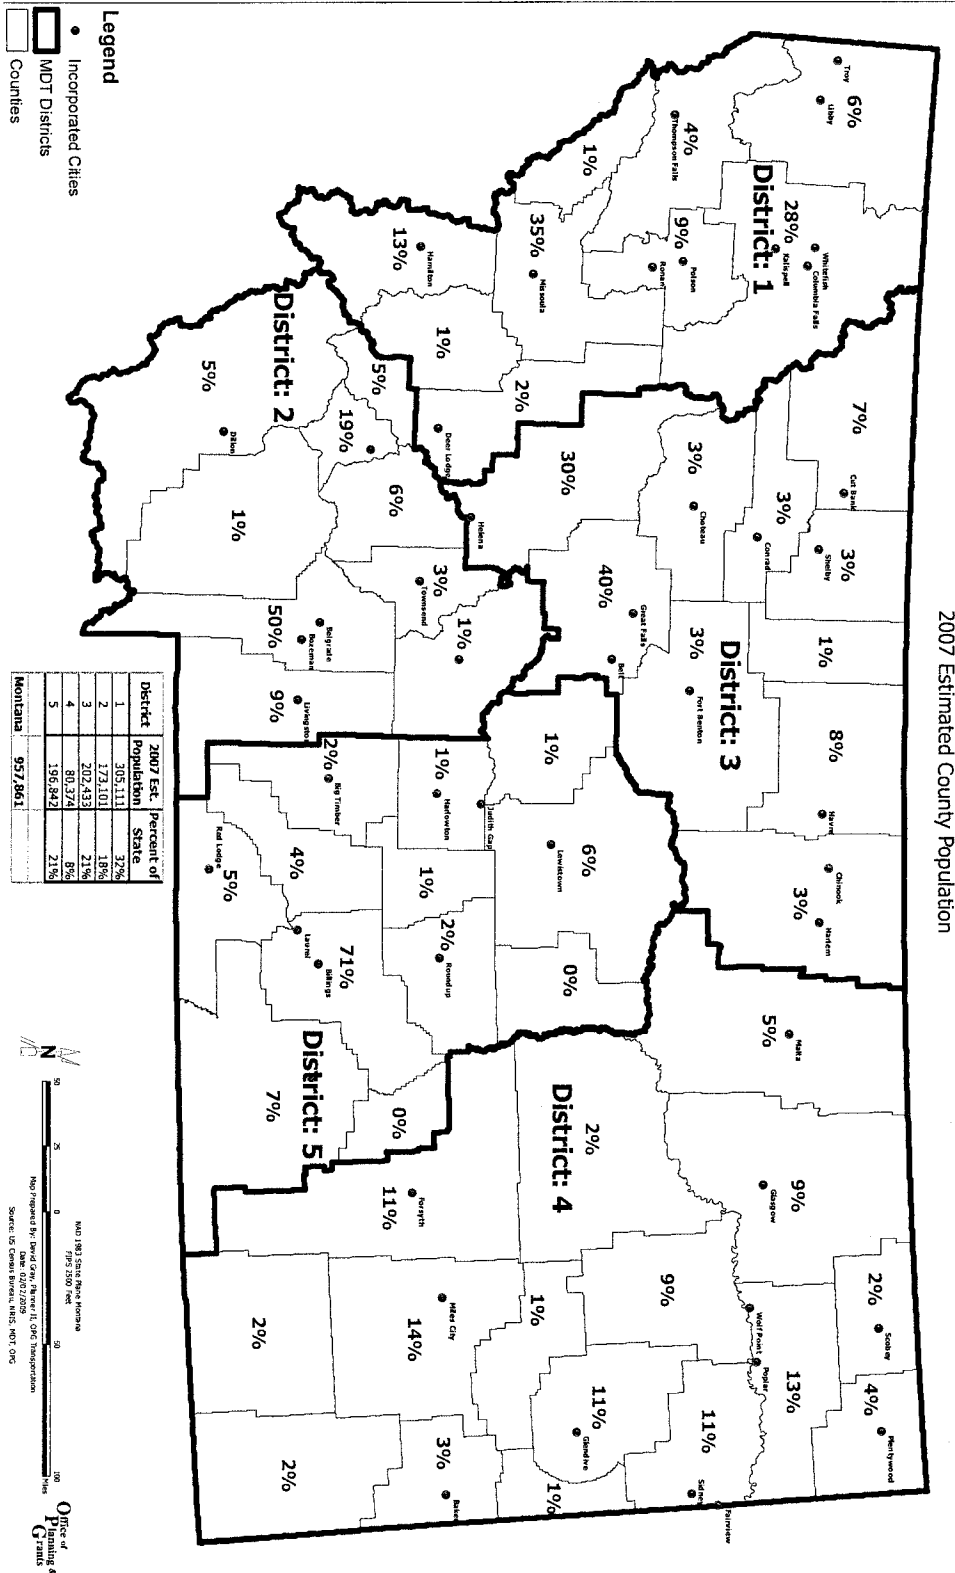 2007 Estimated County Population
Troy
Libby
6%
Whitefish
Columbia Falls
28%
Kalispell
District: 1
Thompson Falls
4%
9%
Polson
Ronan
1%
35%
Missoula
Hamilton
13%
1%
2%
Deer Lodge
7%
Cut Bank
3%
Shelby
3%
Conrad
1%
8%
Havre
Chinook
3%
Harlem
3%
Choteau
District: 3
3%
Fort Benton
30%
40%
Great Falls
Belt
Helena
District: 2
5%
Dillon
5%
19%
6%
1%
3%
Townsend
1%
50%
Belgrade
Bozeman
9%
Livingston
1%
6%
Lewistown
0%
Judith Gap
1%
Harlowton
1%
2%
Roundup
2%
Big Timber
4%
71%
Laurel
Billings
Red Lodge
5%
District: 5
7%
0%
5%
Malta
9%
Glasgow
2%
Scobey
4%
Plentywood
Wolf Point
Poplar
13%
District: 4
2%
9%
11%
Sidney
Fairview
1%
11%
Glendive
1%
11%
Forsyth
14%
Miles City
3%
Baker
2%
2%
District 2007 Est. Population Percent of State
1 305,111 32%
2 173,101 18%
3 202,433 21%
4 80,374 8%
5 196,842 21%
Montana 957,861
Legend
Incorporated Cities
MDT Districts
Counties
N
50 25 0 50 100
Miles
NAD 1983 State Plane Montana
FIPS 2500 Feet
Map Prepared By: David Gray, Planner II, OPG Transportation
Date: 02/02/2009
Source: US Census Bureau, NRIS, MDT, OPG
Office of
Planning &
Grants